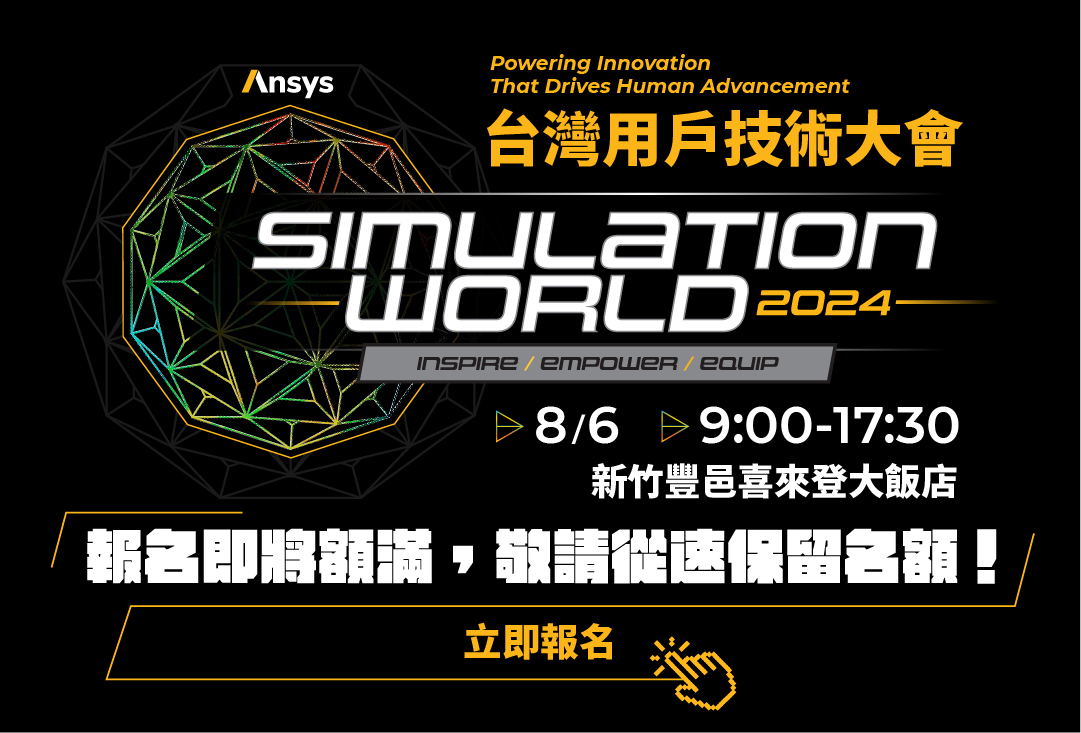 Ansys
Powering Innovation
That Drives Human Advancement
台灣用戶技術大會
SIMULATION
WORLD 2024
INSPIRE / EMPOWER / EQUIP
8/6 9:00-17:30
新竹豐邑喜來登大飯店
報名即將額滿，敬請從速保留名額！
立即報名